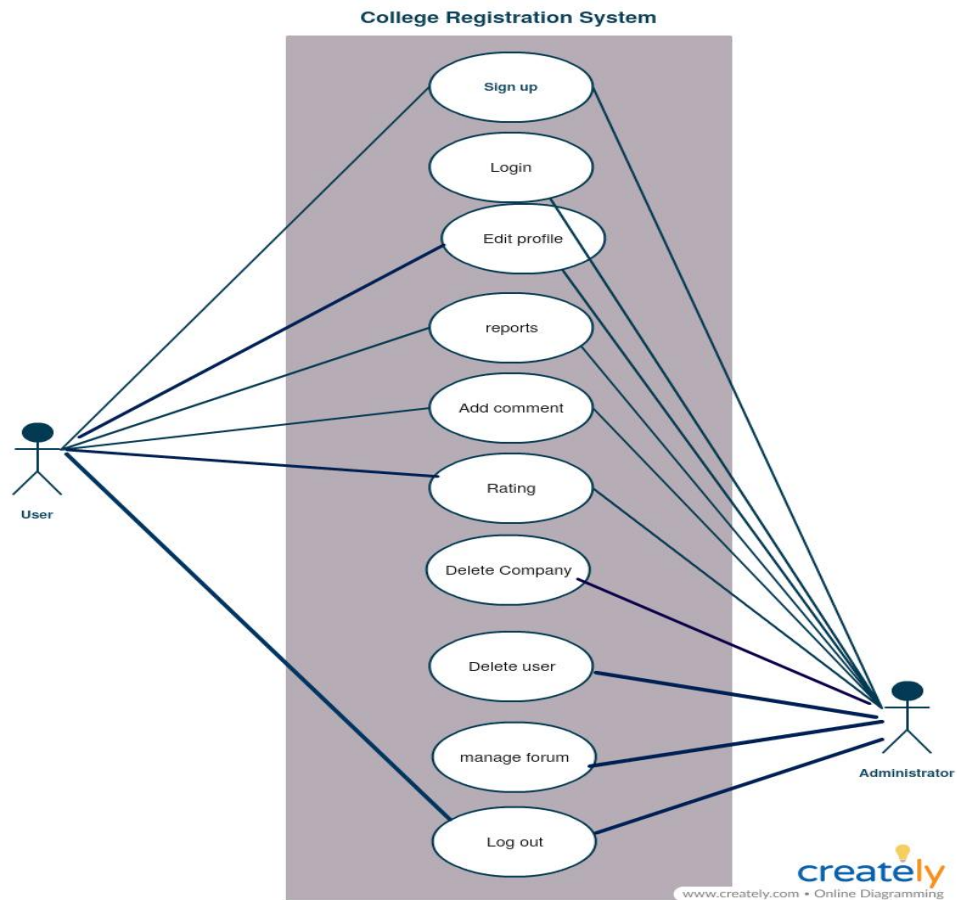 College Registration System
Sign up
Login
Edit profile
reports
Add comment
Rating
User
Delete Company
Delete user
manage forum
Administrator
Log out
creately
www.creately.com • Online Diagramming